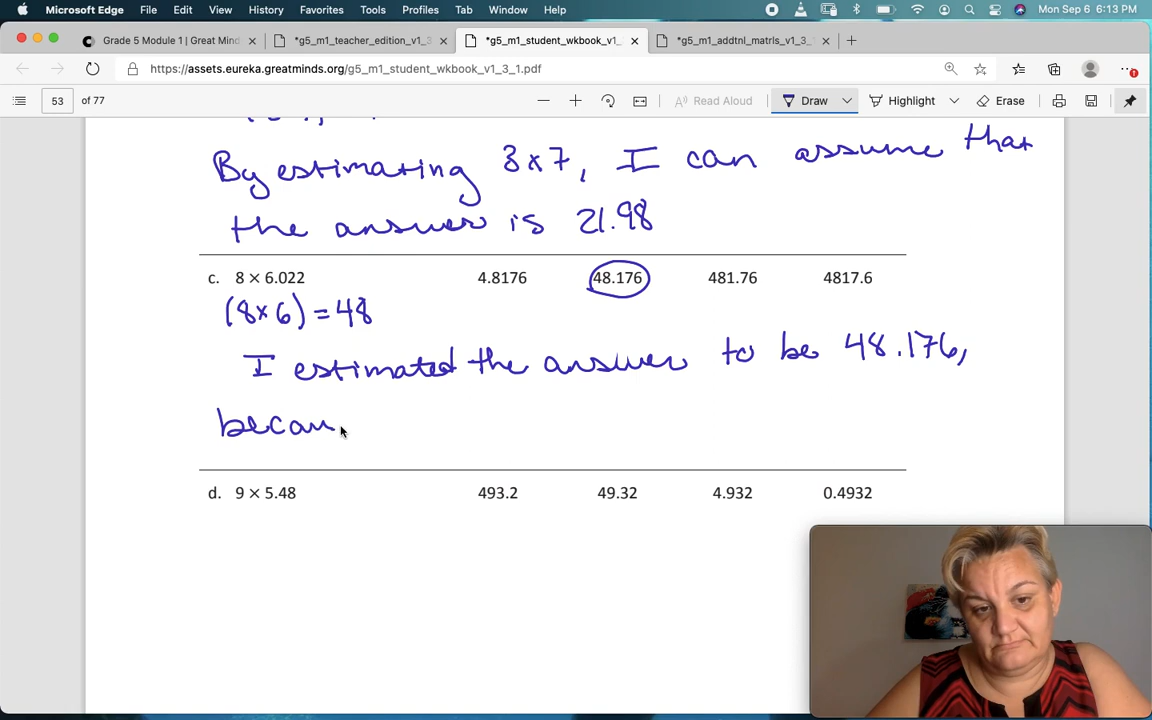 Microsoft Edge File Edit View History Favorites Tools Profiles Tab Window Help Mon Sep 6 6:13 PM
Grade 5 Module 1 | Great Mind *g5_m1_teacher_edition_v1_3 *g5_m1_student_wkbook_v1_ *g5_m1_addtnl_matrls_v1_3_1
https://assets.eureka.greatminds.org/g5_m1_student_wkbook_v1_3_1.pdf
53 of 77 Read Aloud Draw Highlight Erase
By estimating 3x7, I can assume that
the answer is 21.98
c. 8 × 6.022 4.8176 48.176 481.76 4817.6
(8x6) = 48
I estimated the answer to be 48.176,
becau
d. 9 × 5.48 493.2 49.32 4.932 0.4932